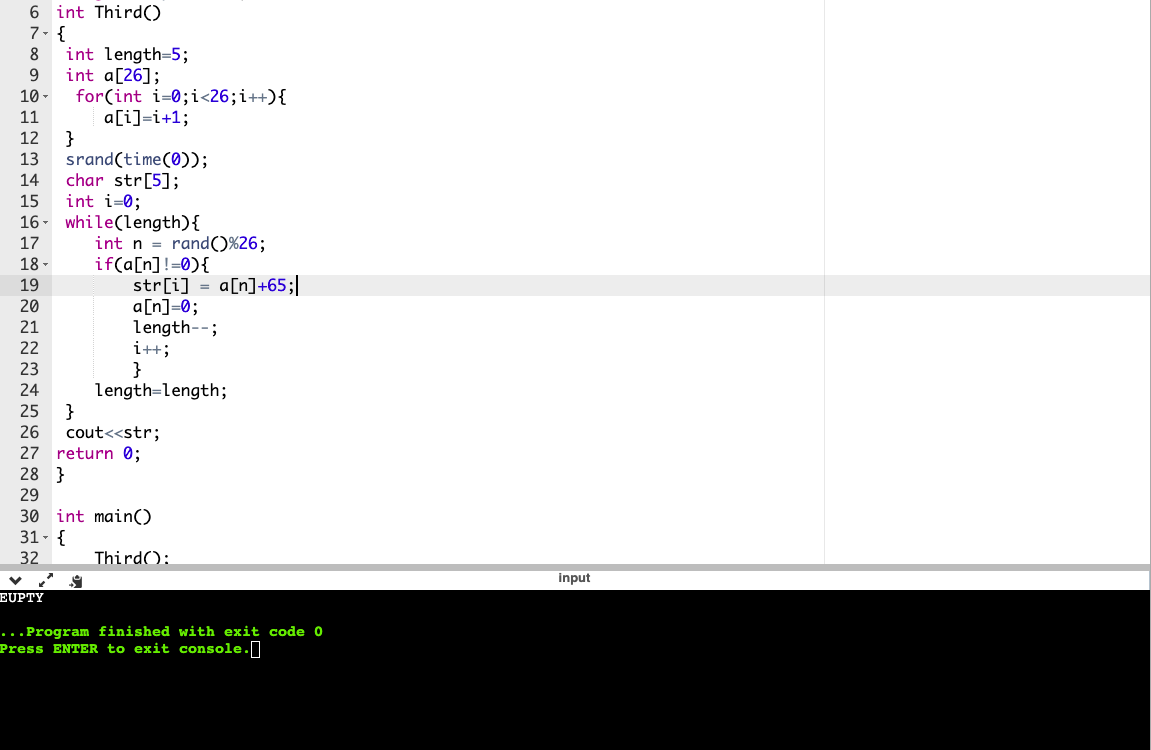 6 int Third()
7 {
8 int length=5;
9 int a[26];
10 for(int i=0;i<26;i++){
11 a[i]=i+1;
12 }
13 srand(time(0));
14 char str[5];
15 int i=0;
16 while(length){
17 int n = rand()%26;
18 if(a[n]!=0){
19 str[i] = a[n]+65;
20 a[n]=0;
21 length--;
22 i++;
23 }
24 length=length;
25 }
26 cout<<str;
27 return 0;
28 }
29
30 int main()
31 {
32 Third();
input
EUPTY
...Program finished with exit code 0
Press ENTER to exit console.